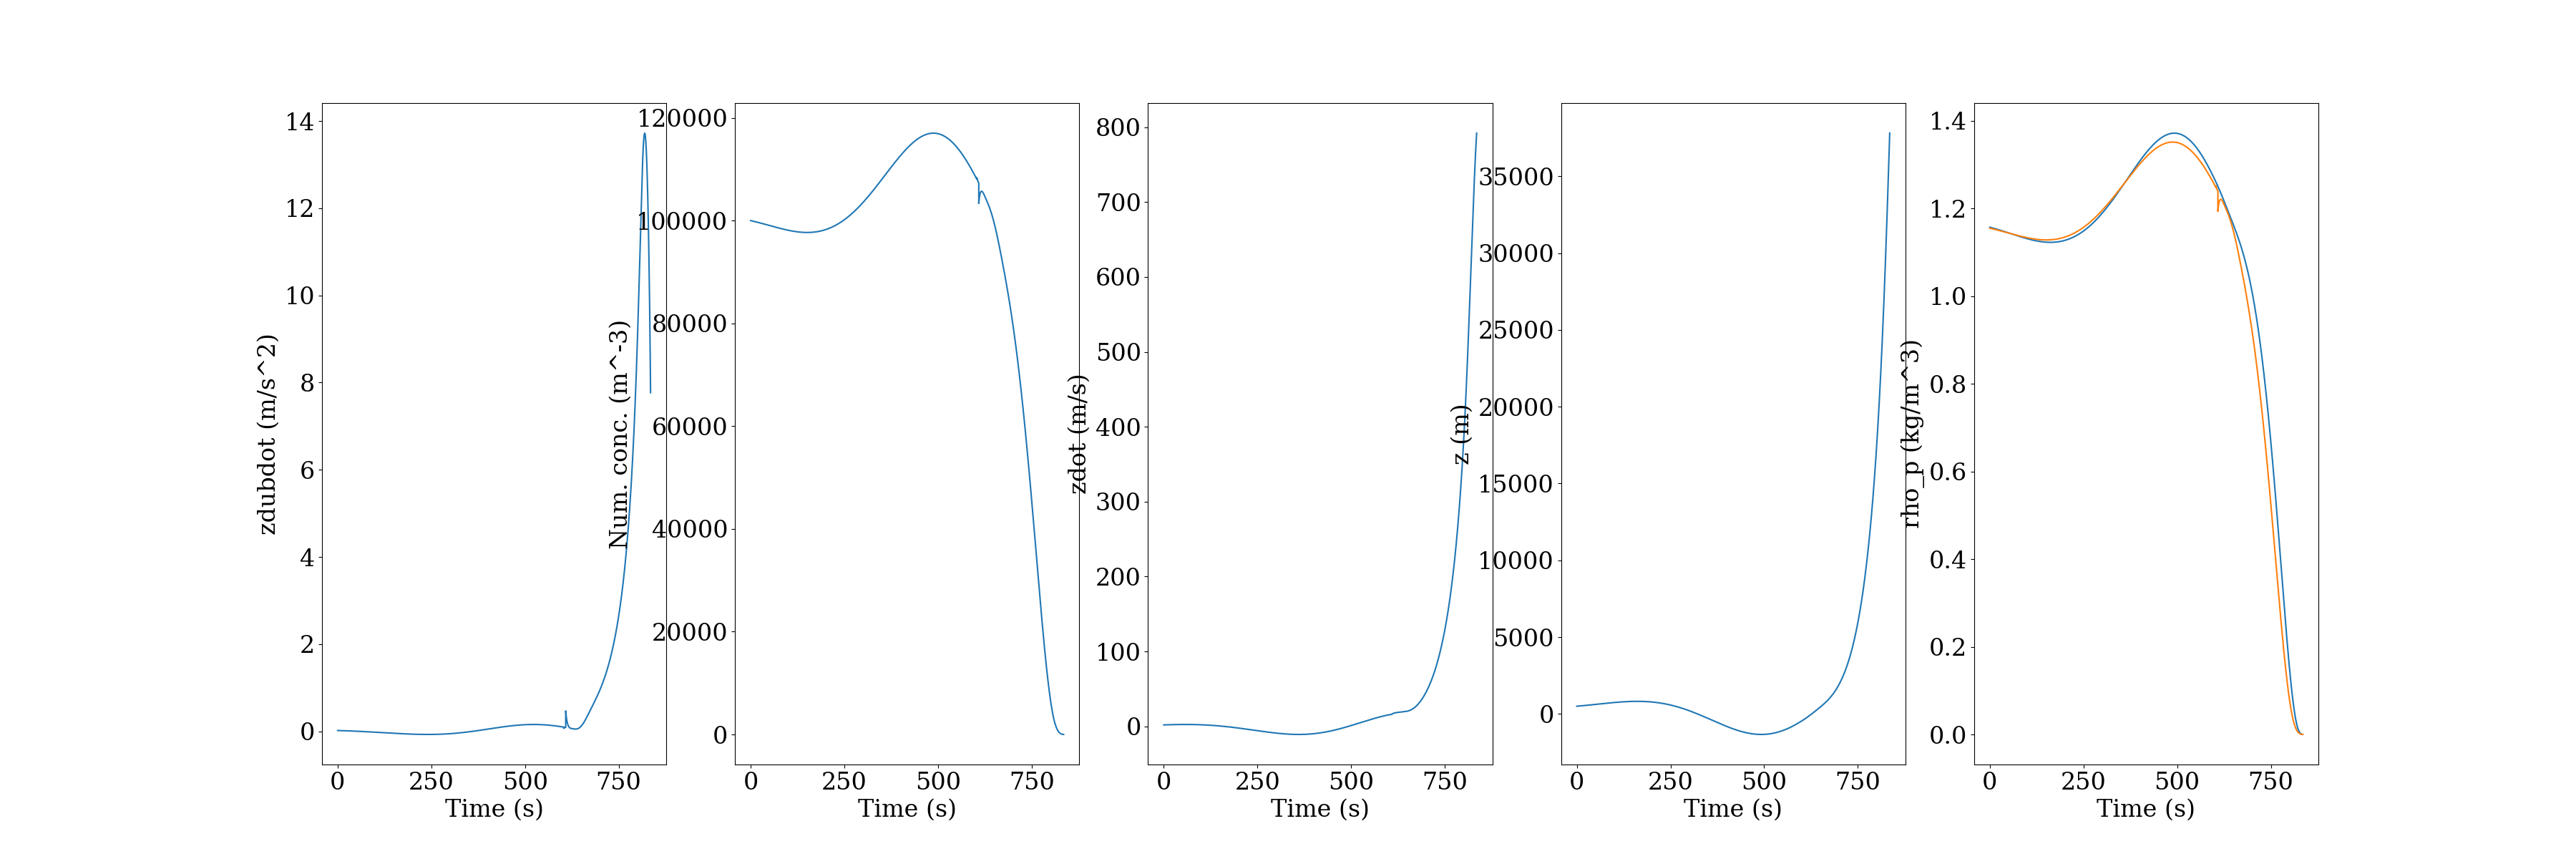 zdubdot (m/s^2)
14
12
10
8
6
4
2
0
0 250 500 750
Time (s)
Num. conc. (m^-3)
120000
100000
80000
60000
40000
20000
0
0 250 500 750
Time (s)
zdot (m/s)
800
700
600
500
400
300
200
100
0
0 250 500 750
Time (s)
z (m)
35000
30000
25000
20000
15000
10000
5000
0
0 250 500 750
Time (s)
rho_p (kg/m^3)
1.4
1.2
1.0
0.8
0.6
0.4
0.2
0.0
0 250 500 750
Time (s)